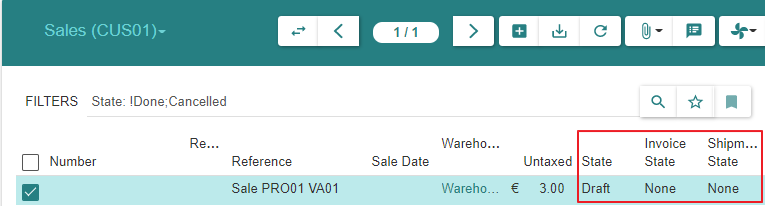 Sales (CUS01)
1 / 1
FILTERS State: !Done;Cancelled
Number Re... Reference Sale Date Wareho... Untaxed State Invoice State Shipm... State
Sale PRO01 VA01 Wareho... € 3.00 Draft None None